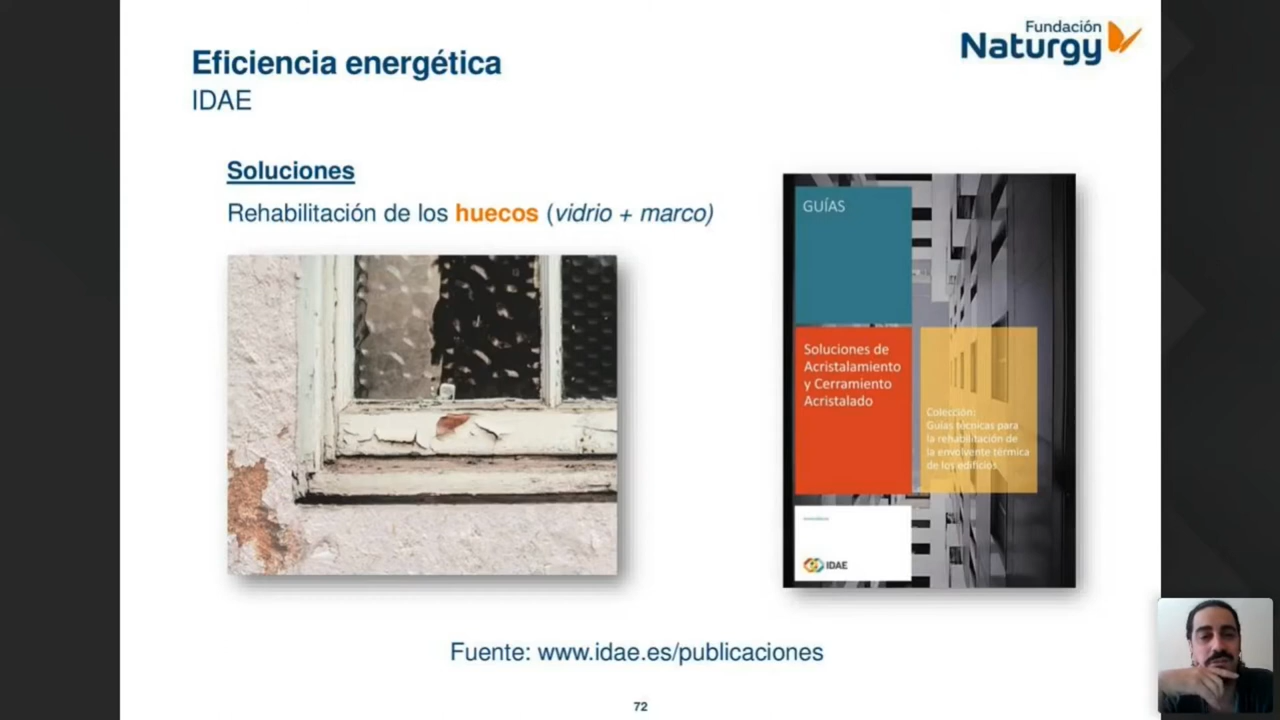 Fundación
Naturgy
Eficiencia energética
IDAE
Soluciones
Rehabilitación de los huecos (vidrio + marco)
GUÍAS
Soluciones de
Acristalamiento
y Cerramiento
Acristalado
Colección:
Guías técnicas para
la rehabilitación de
la envolvente térmica
de los edificios
IDAE
Fuente: www.idae.es/publicaciones
72